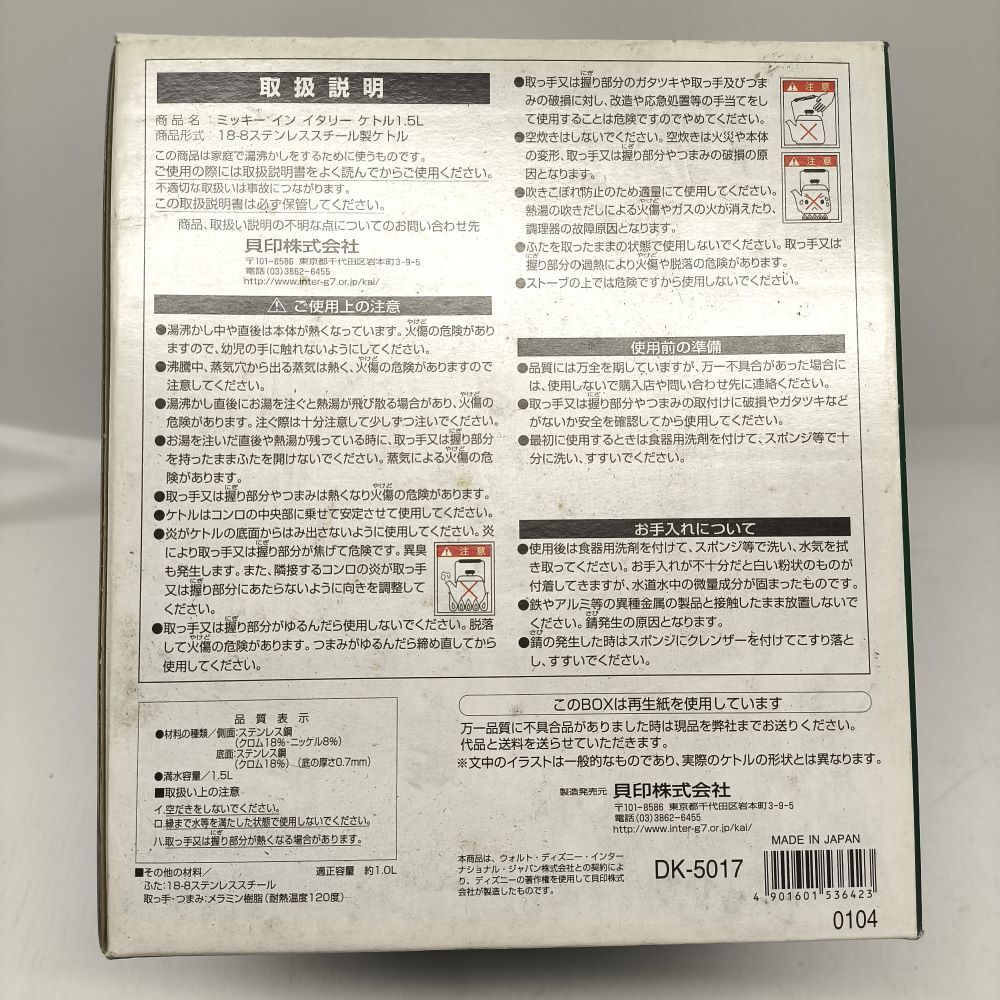 取扱説明
商品名：ミッキー イン イタリー ケトル1.5L
商品形式：18-8ステンレススチール製ケトル
この商品は家庭で湯沸かしをするために使うものです。
ご使用の際には取扱説明書をよく読んでからご使用ください。
不適切な取扱いは事故につながります。
この取扱説明書は必ず保管してください。
商品、取扱い説明の不明な点についてのお問い合わせ先
貝印株式会社
〒101-8586 東京都千代田区岩本町3-9-5
電話(03)3862-6455
http://www.inter-g7.or.jp/kai/
ご使用上の注意
●湯沸かし中や直後は本体が熱くなっています。火傷の危険があり
ますので、幼児の手に触れないようにしてください。
●沸騰中、蒸気穴から出る蒸気は熱く、火傷の危険がありますので
注意してください。
●湯沸かし直後にお湯を注ぐと熱湯が飛び散る場合があり、火傷の
危険があります。注ぐ際は十分注意して少しずつ注いでください。
●お湯を注いだ直後や熱湯が残っている時に、取っ手又は握り部分
を持ったままふたを開けないでください。蒸気による火傷の危
険があります。
●取っ手又は握り部分やつまみは熱くなり火傷の危険があります。
●ケトルはコンロの中央部に乗せて安定させて使用してください。
●炎がケトルの底面からはみ出さないように使用してください。炎
により取っ手又は握り部分が焦げて危険です。異臭
も発生します。また、隣接するコンロの炎が取っ手
又は握り部分にあたらないように向きを調整して
ください。
注意
●取っ手又は握り部分がゆるんだら使用しないでください。脱落
して火傷の危険があります。つまみがゆるんだら締め直してから
使用してください。
●取っ手又は握り部分のガタツキや取っ手及びつま
みの破損に対し、改造や応急処置等の手当てをし
て使用することは危険ですのでやめてください。
注意
●空炊きはしないでください。空炊きは火災や本体
の変形、取っ手又は握り部分やつまみの破損の原
因となります。
注意
●吹きこぼれ防止のため適量にて使用してください。
熱湯の吹きだしによる火傷やガスの火が消えたり、
調理器の故障原因となります。
●ふたを取ったままの状態で使用しないでください。取っ手又は
握り部分の過熱により火傷や脱落の危険があります。
●ストーブの上では危険ですから使用しないでください。
使用前の準備
●品質には万全を期していますが、万一不具合があった場合に
は、使用しないで購入店や問い合わせ先に連絡ください。
●取っ手又は握り部分やつまみの取付けに破損やガタツキなど
がないか安全を確認してから使用してください。
●最初に使用するときは食器用洗剤を付けて、スポンジ等で十
分に洗い、すすいでください。
お手入れについて
●使用後は食器用洗剤を付けて、スポンジ等で洗い、水気を拭
き取ってください。お手入れが不十分だと白い粉状のものが
付着してきますが、水道水中の微量成分が固まったものです。
●鉄やアルミ等の異種金属の製品と接触したまま放置しないで
ください。錆発生の原因となります。
●錆の発生した時はスポンジにクレンザーを付けてこすり落と
し、すすいでください。
品質表示
●材料の種類／側面:ステンレス鋼
(クロム18%・ニッケル8%)
底面:ステンレス鋼
(クロム18%) (底の厚さ0.7mm)
●満水容量／1.5L
■取扱い上の注意
イ.空だきをしないでください。
ロ.縁まで水等を満たした状態で使用しないでください。
ハ.取っ手又は握り部分が熱くなる場合があります。
■その他の材料／　適正容量 約1.0L
ふた:18-8ステンレススチール
取っ手・つまみ:メラミン樹脂(耐熱温度120度)
このBOXは再生紙を使用しています
万一品質に不具合品がありました時は現品を弊社までお送りください。
代品と送料を送らせていただきます。
※文中のイラストは一般的なものであり、実際のケトルの形状とは異なります。
製造発売元 貝印株式会社
〒101-8586 東京都千代田区岩本町3-9-5
電話(03)3862-6455
http://www.inter-g7.or.jp/kai/
本商品は、ウォルト・ディズニー・インター
ナショナル・ジャパン株式会社との契約によ
り、ディズニーの著作権を使用して貝印株式
会社が製造したものです。
DK-5017
MADE IN JAPAN
4 901601 536423
0104